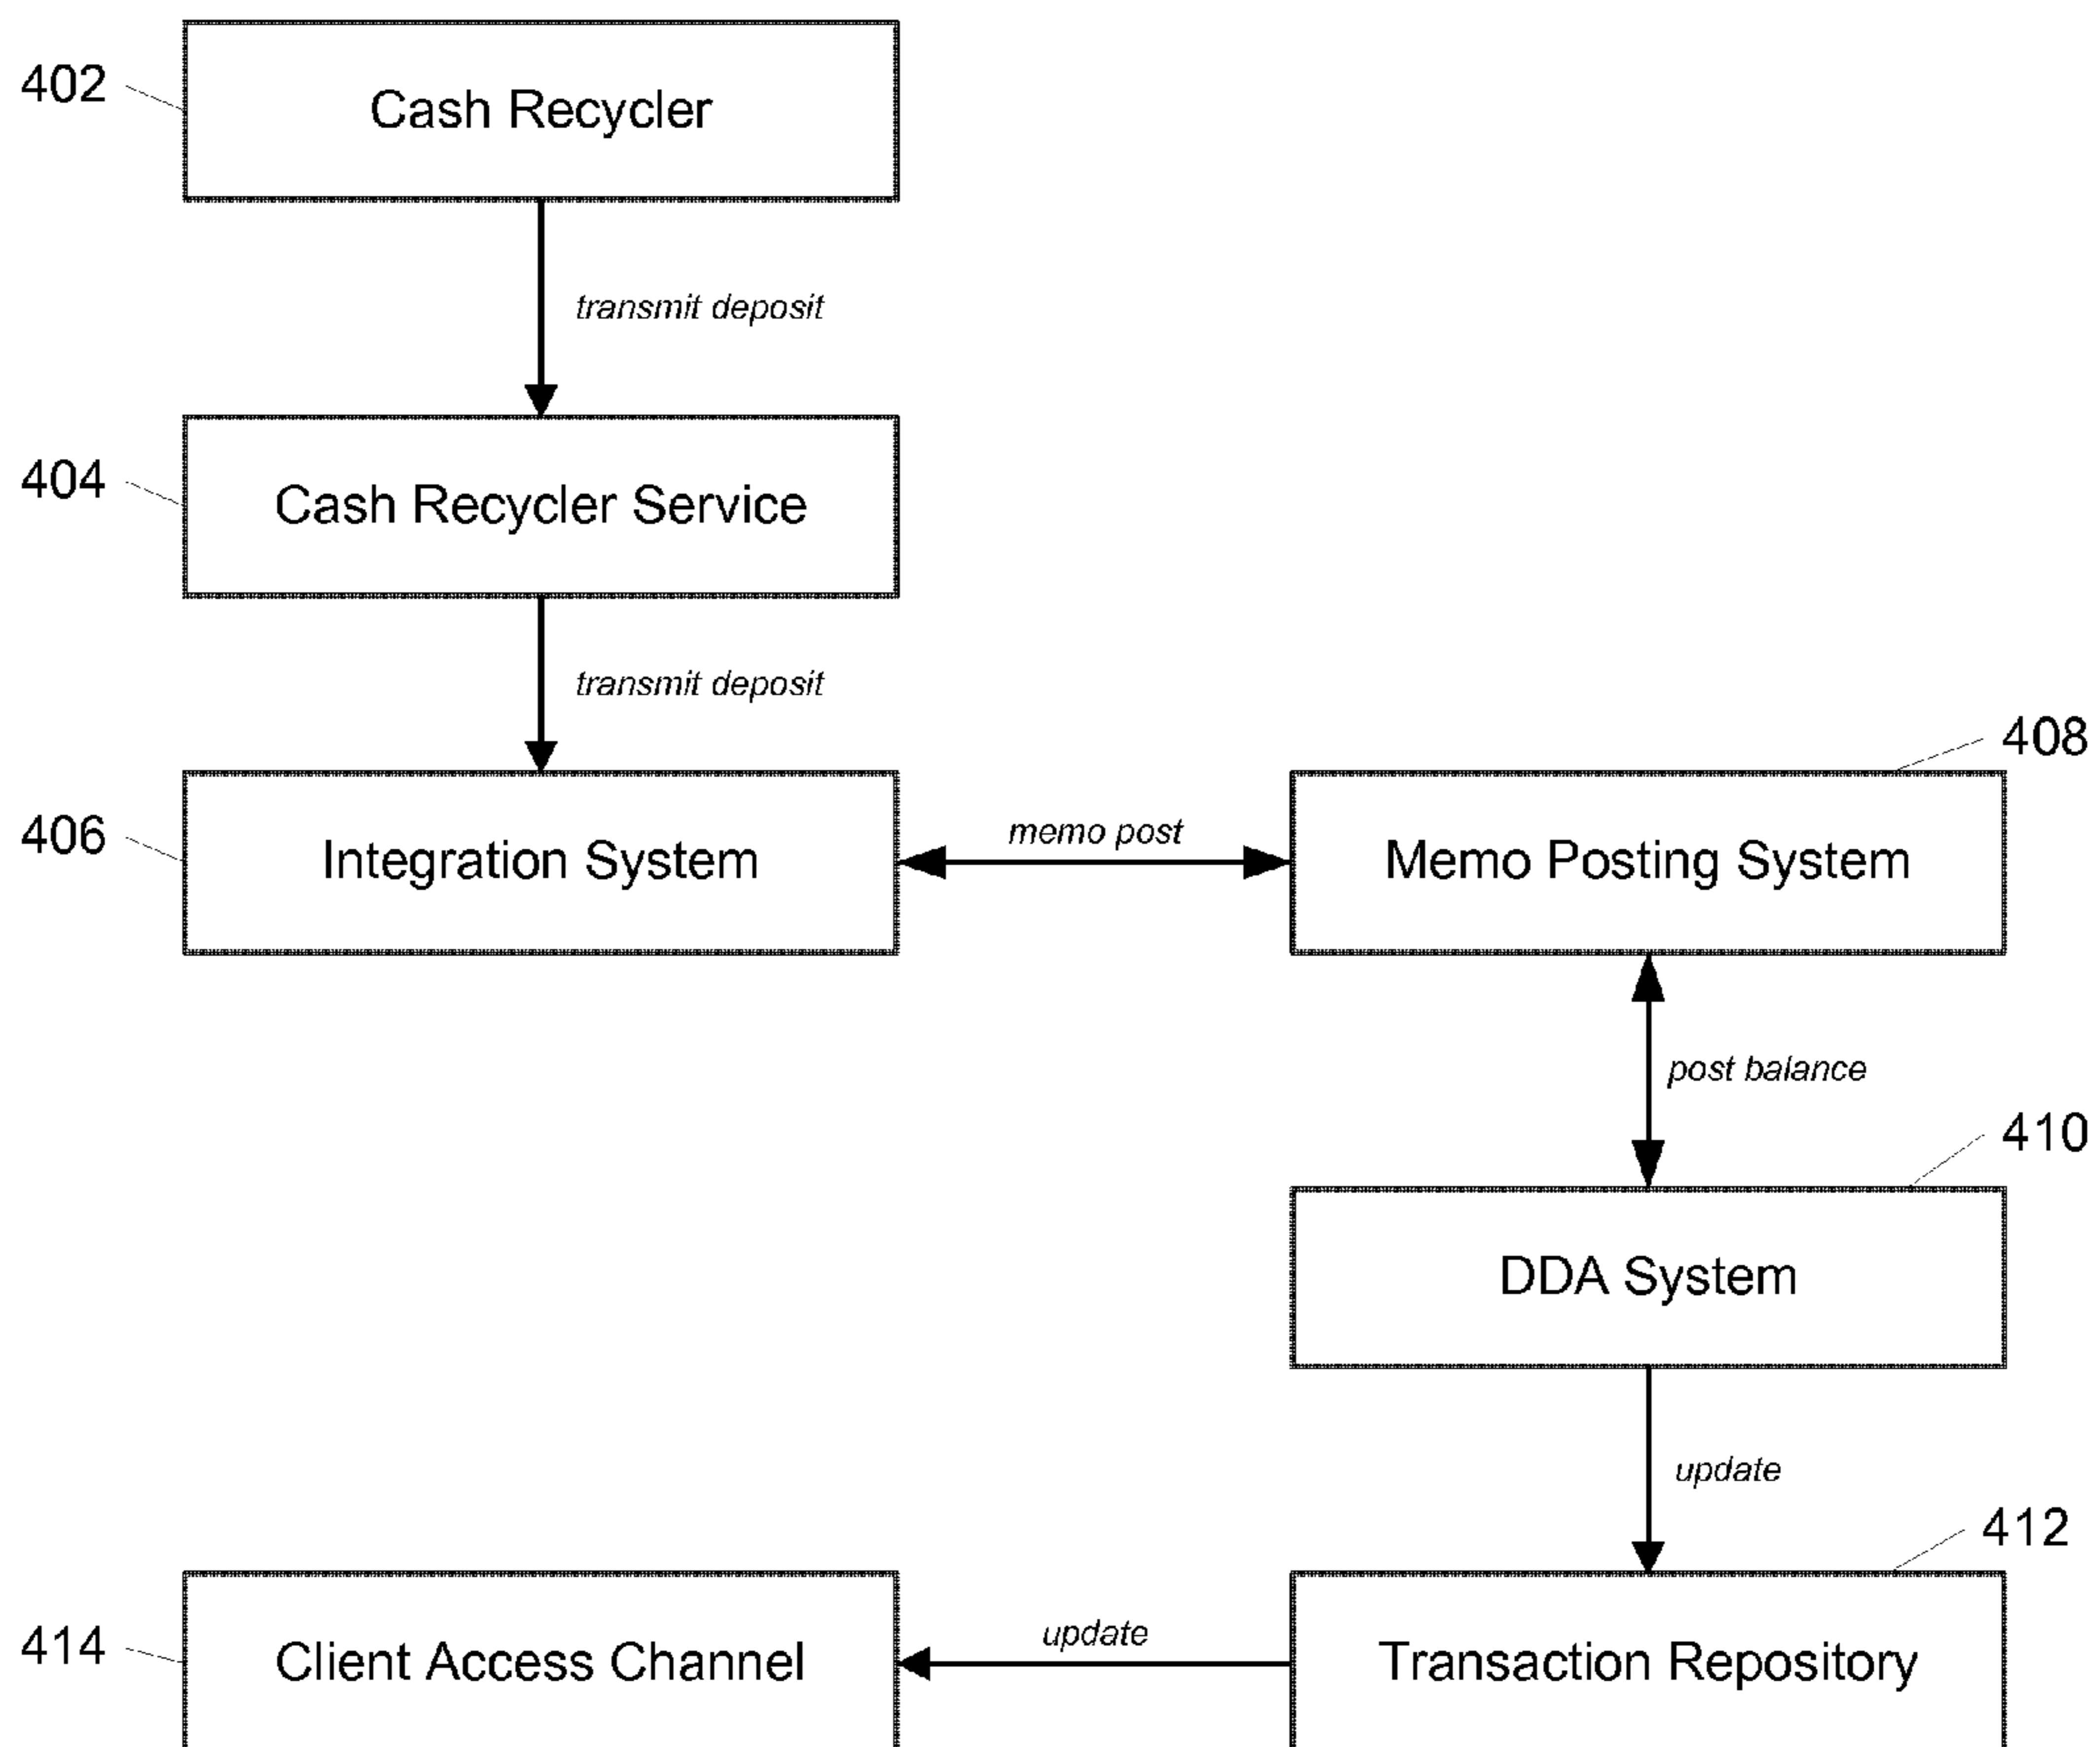 402
Cash Recycler
transmit deposit
404
Cash Recycler Service
transmit deposit
408
406
Integration System
memo post
Memo Posting System
post balance
410
DDA System
update
412
414
Client Access Channel
update
Transaction Repository